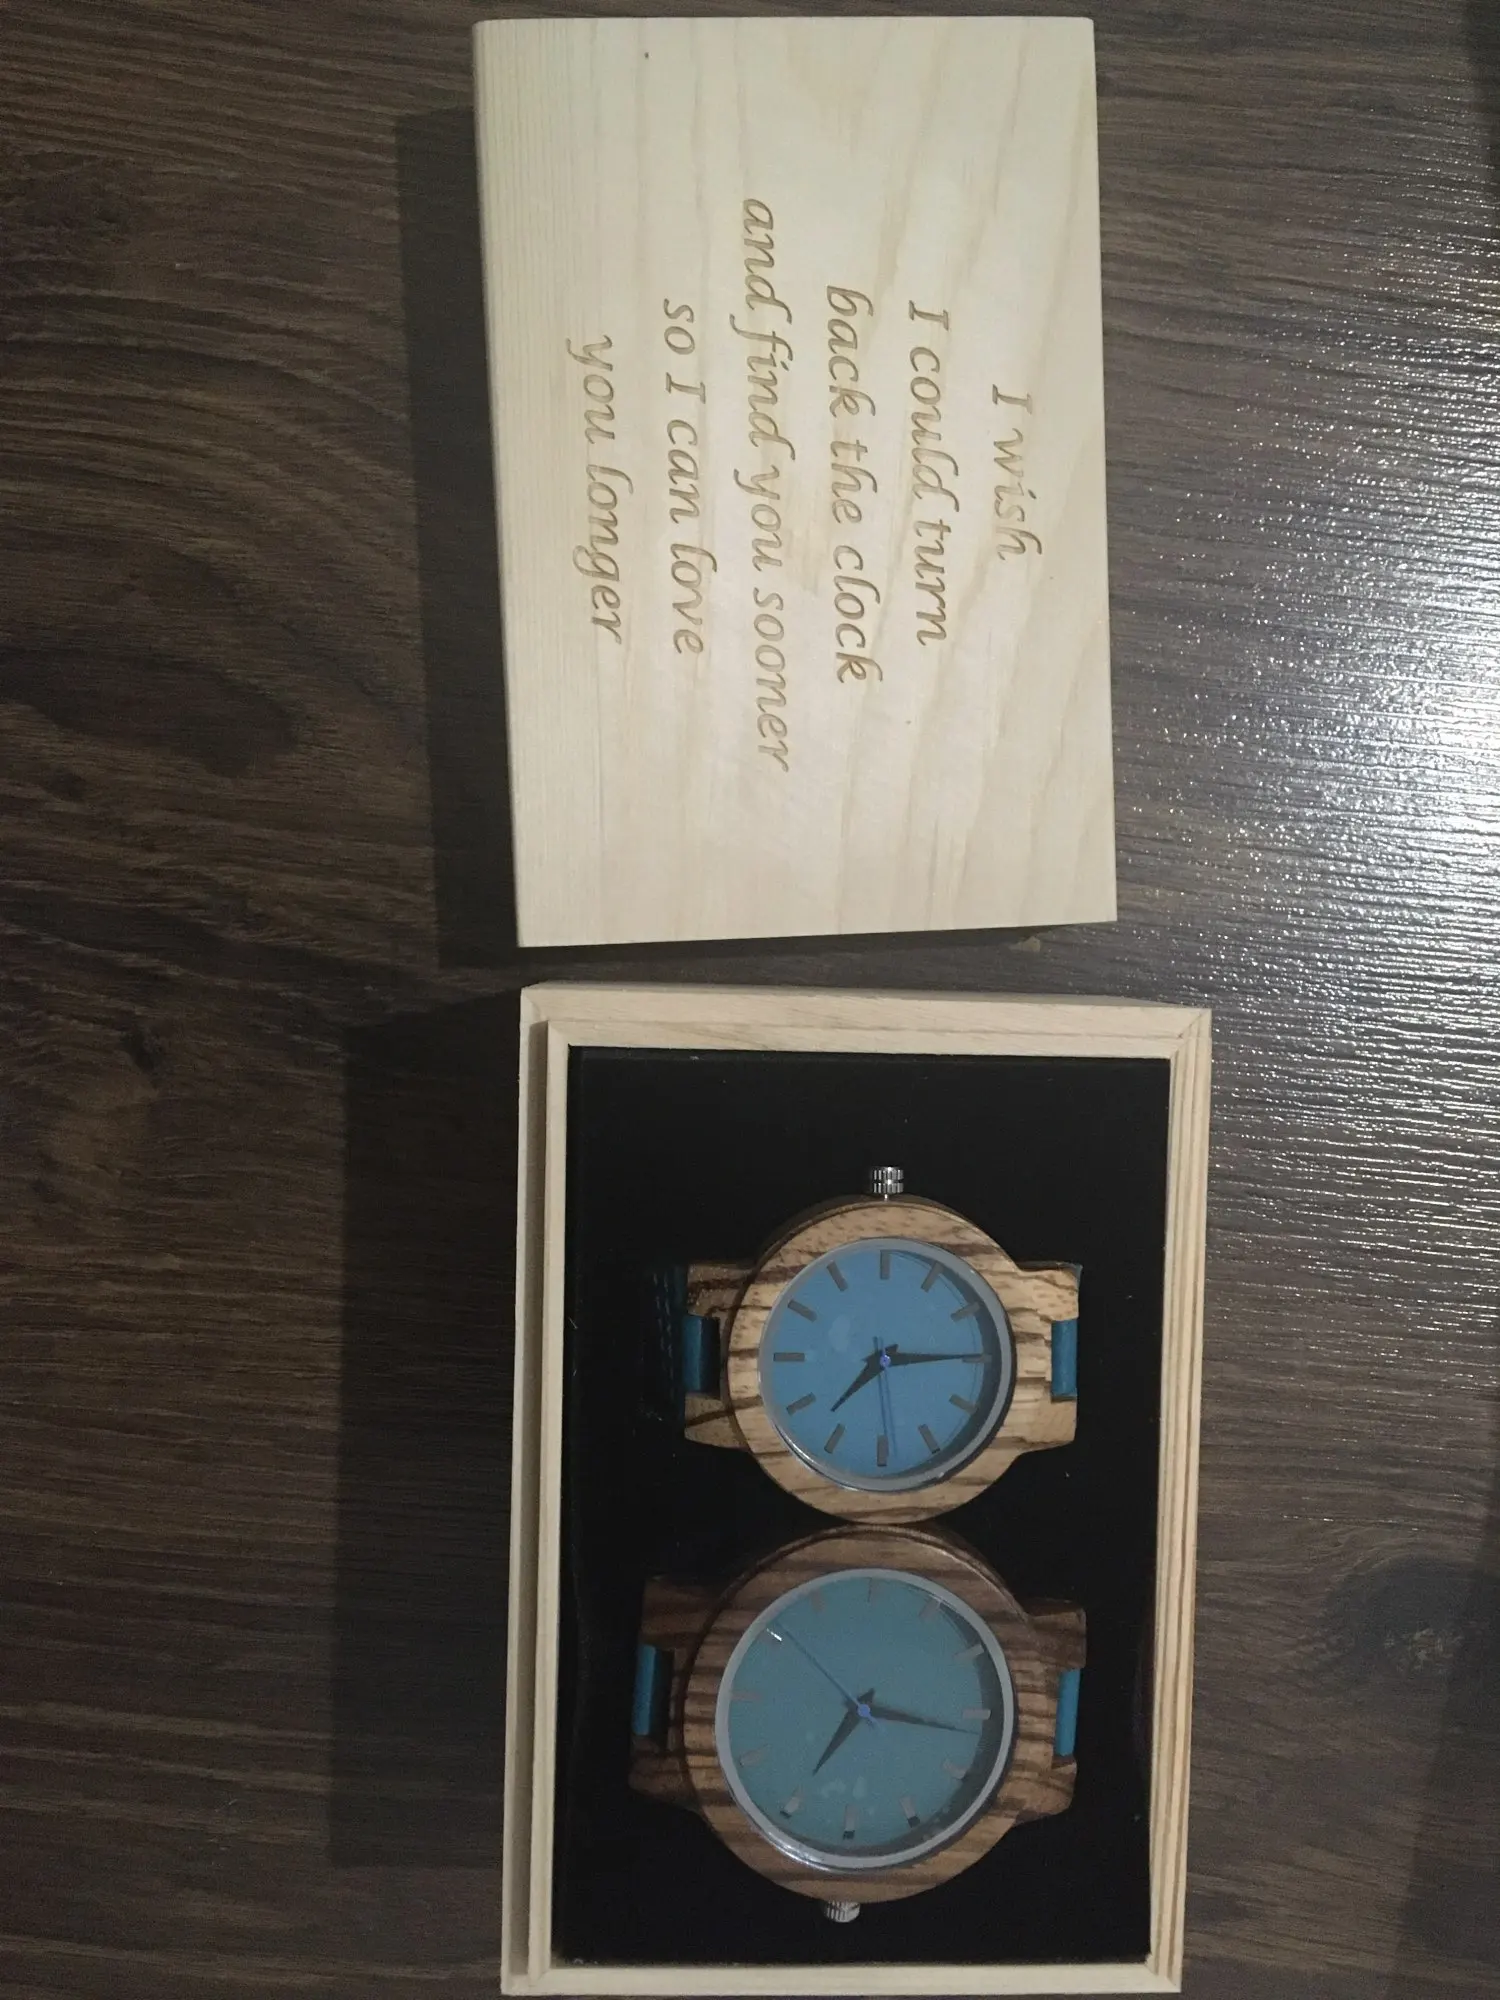 I wish
I could turn
back the clock
and find you sooner
so I can love
you longer